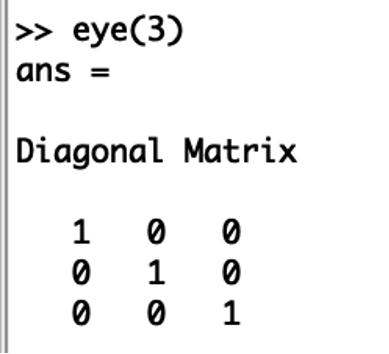 >> eye(3)
ans =
Diagonal Matrix
1 0 0
0 1 0
0 0 1